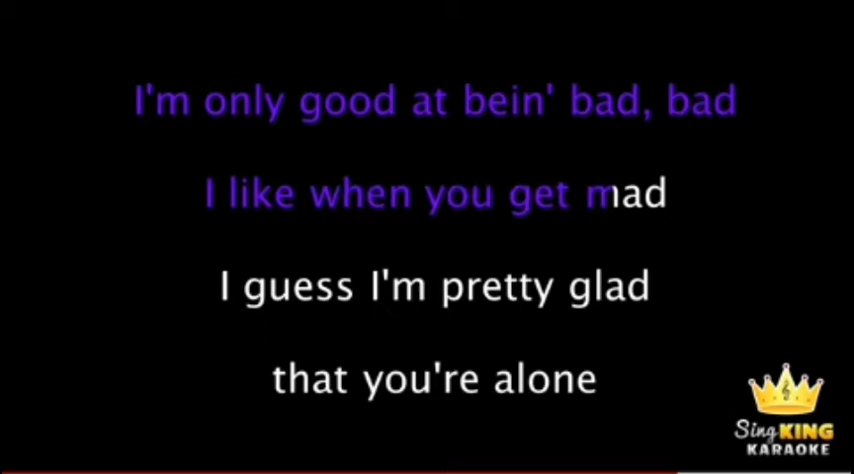 I'm only good at bein' bad, bad
I like when you get mad
I guess I'm pretty glad
that you're alone
Sing KING
KARAOKE